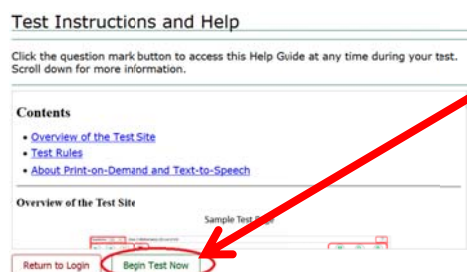 Test Instructions and Help
Click the question mark button to access this Help Guide at any time during your test.
Scroll down for more information.
Contents
• Overview of the Test Site
• Test Rules
• About Print-on-Demand and Text-to-Speech
Overview of the Test Site
Sample Test
Return to Login
Begin Test Now